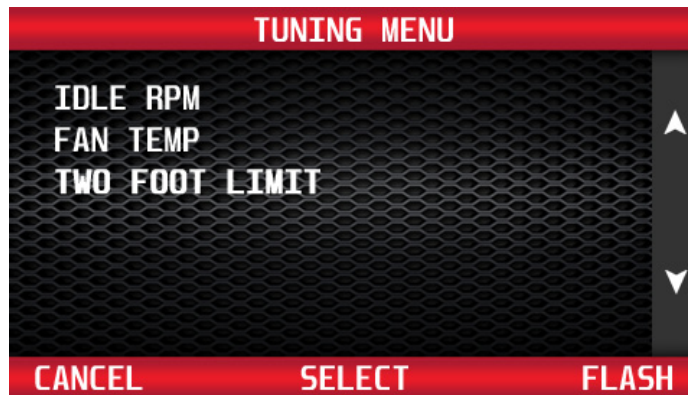 TUNING MENU
IDLE RPM
FAN TEMP
TWO FOOT LIMIT
CANCEL SELECT FLASH